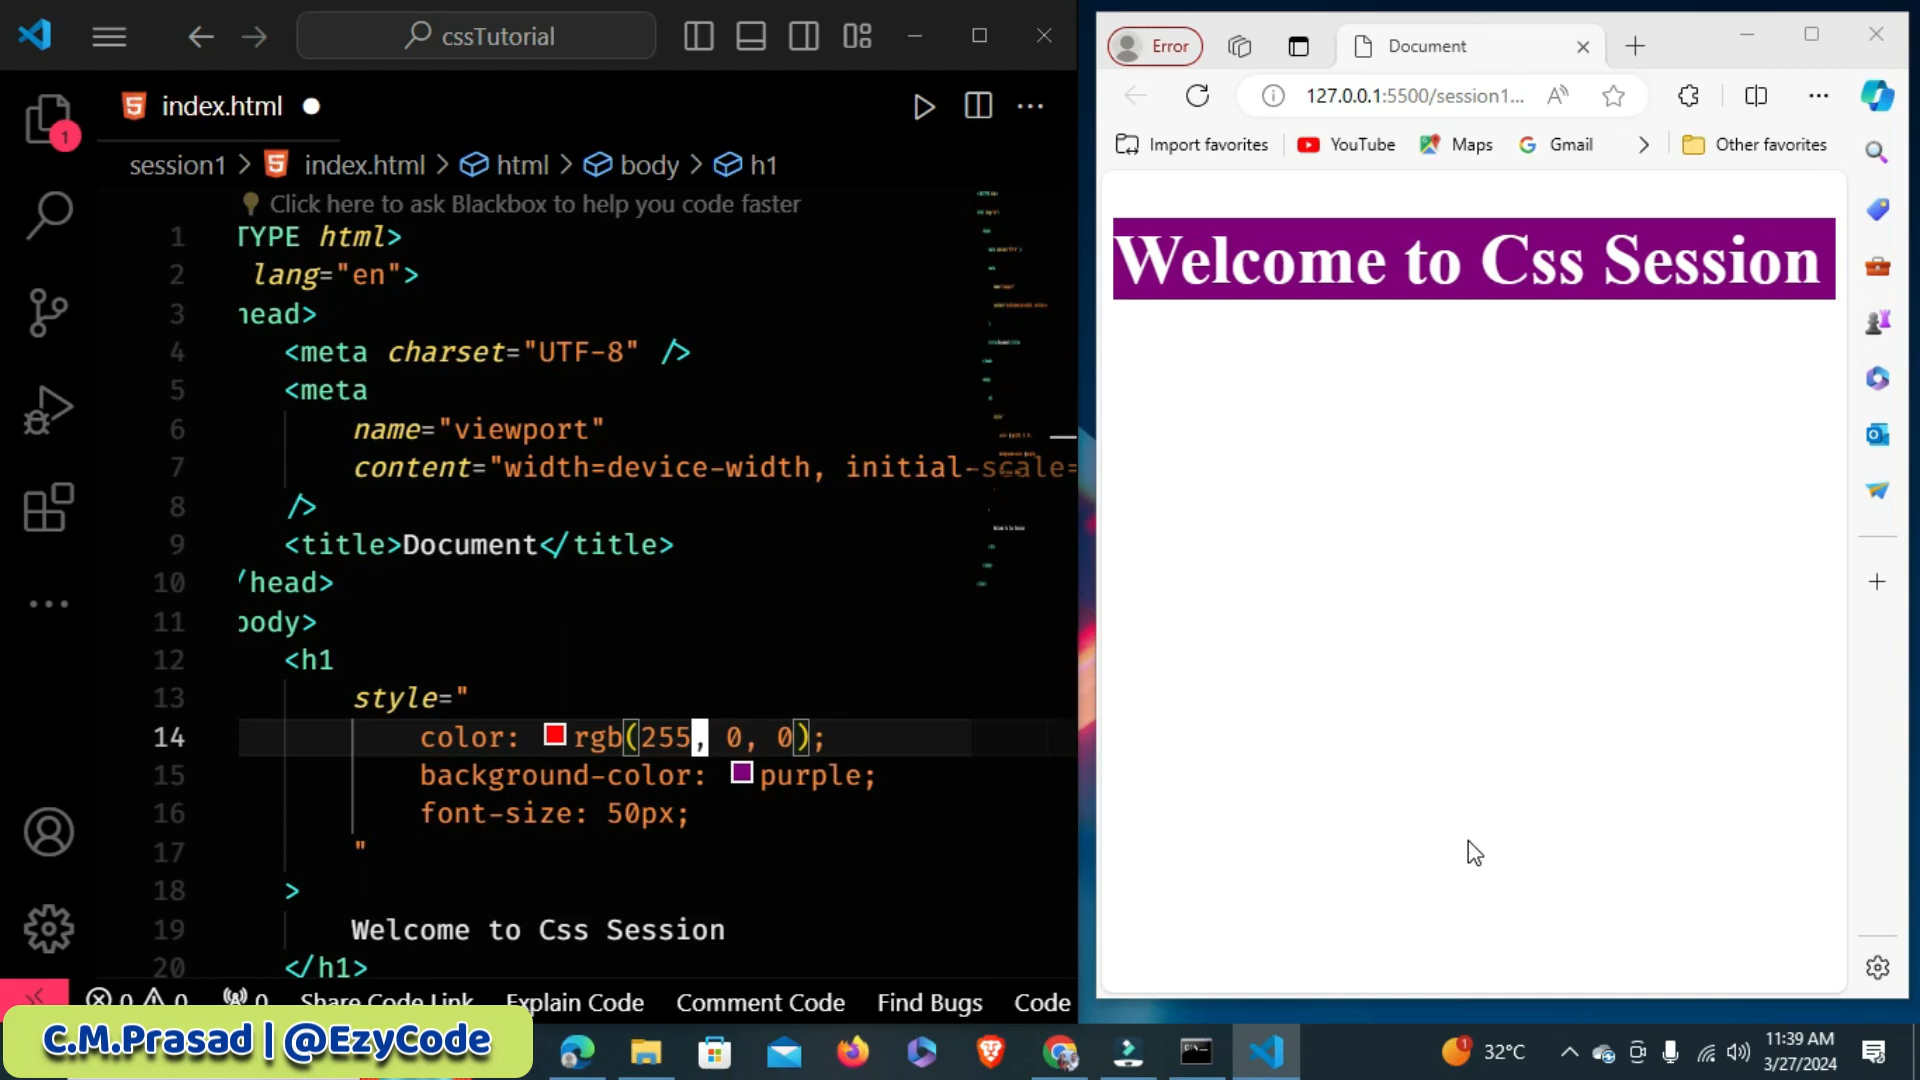 cssTutorial
index.html
1
session1 > index.html > html > body > h1
Click here to ask Blackbox to help you code faster
1 TYPE html>
2 lang="en">
3 head>
4 <meta charset="UTF-8" />
5 <meta
6 name="viewport"
7 content="width=device-width, initial-scale=
8 />
9 <title>Document</title>
10 /head>
11 body>
12 <h1
13 style="
14 color: rgb(255, 0, 0);
15 background-color: purple;
16 font-size: 50px;
17 "
18 >
19 Welcome to Css Session
20 </h1>
0 0 0 Share Code Link Explain Code Comment Code Find Bugs Code
Error Document
127.0.0.1:5500/session1...
Import favorites YouTube Maps Gmail Other favorites
Welcome to Css Session
C.M.Prasad | @EzyCode
1 32°C
11:39 AM
3/27/2024